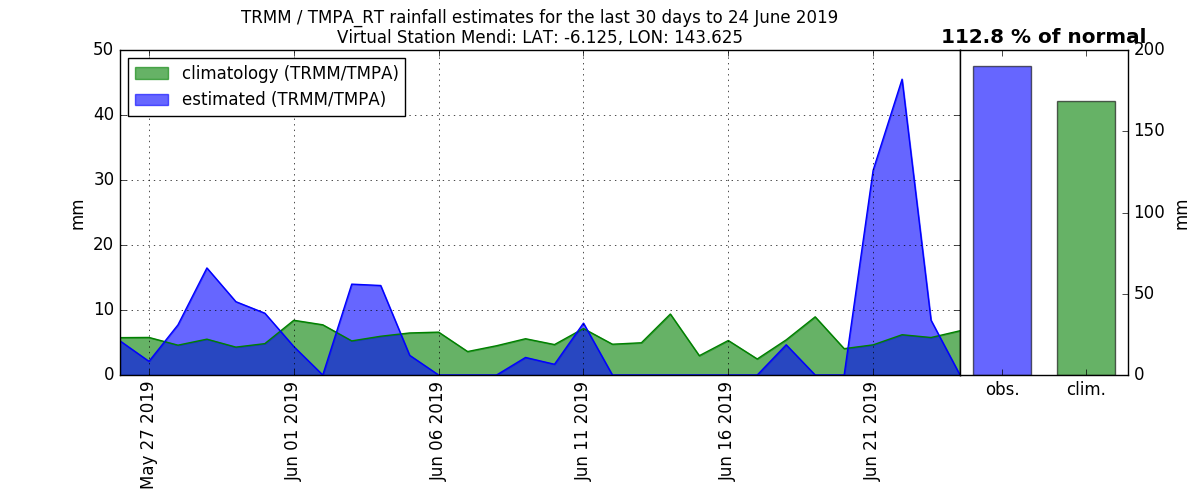 TRMM / TMPA_RT rainfall estimates for the last 30 days to 24 June 2019
Virtual Station Mendi: LAT: -6.125, LON: 143.625
112.8 % of normal
climatology (TRMM/TMPA)
estimated (TRMM/TMPA)
50
40
30
20
10
0
mm
May 27 2019
Jun 01 2019
Jun 06 2019
Jun 11 2019
Jun 16 2019
Jun 21 2019
obs.
clim.
200
150
100
50
0
mm